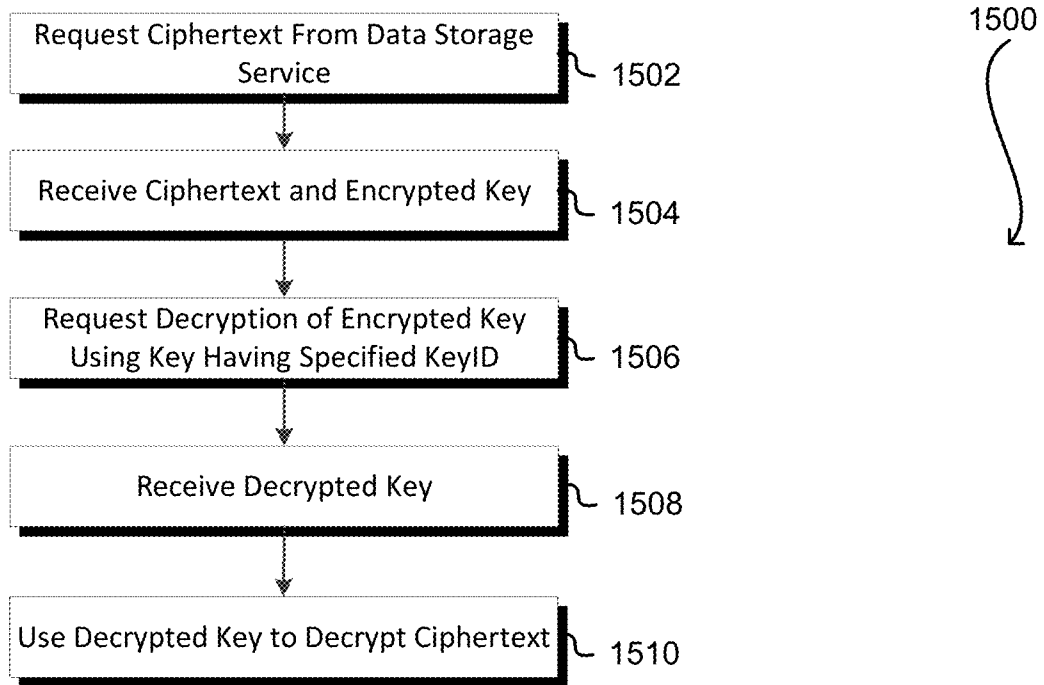 1500
Request Ciphertext From Data Storage
Service
1502
Receive Ciphertext and Encrypted Key
1504
Request Decryption of Encrypted Key
Using Key Having Specified KeyID
1506
Receive Decrypted Key
1508
Use Decrypted Key to Decrypt Ciphertext
1510